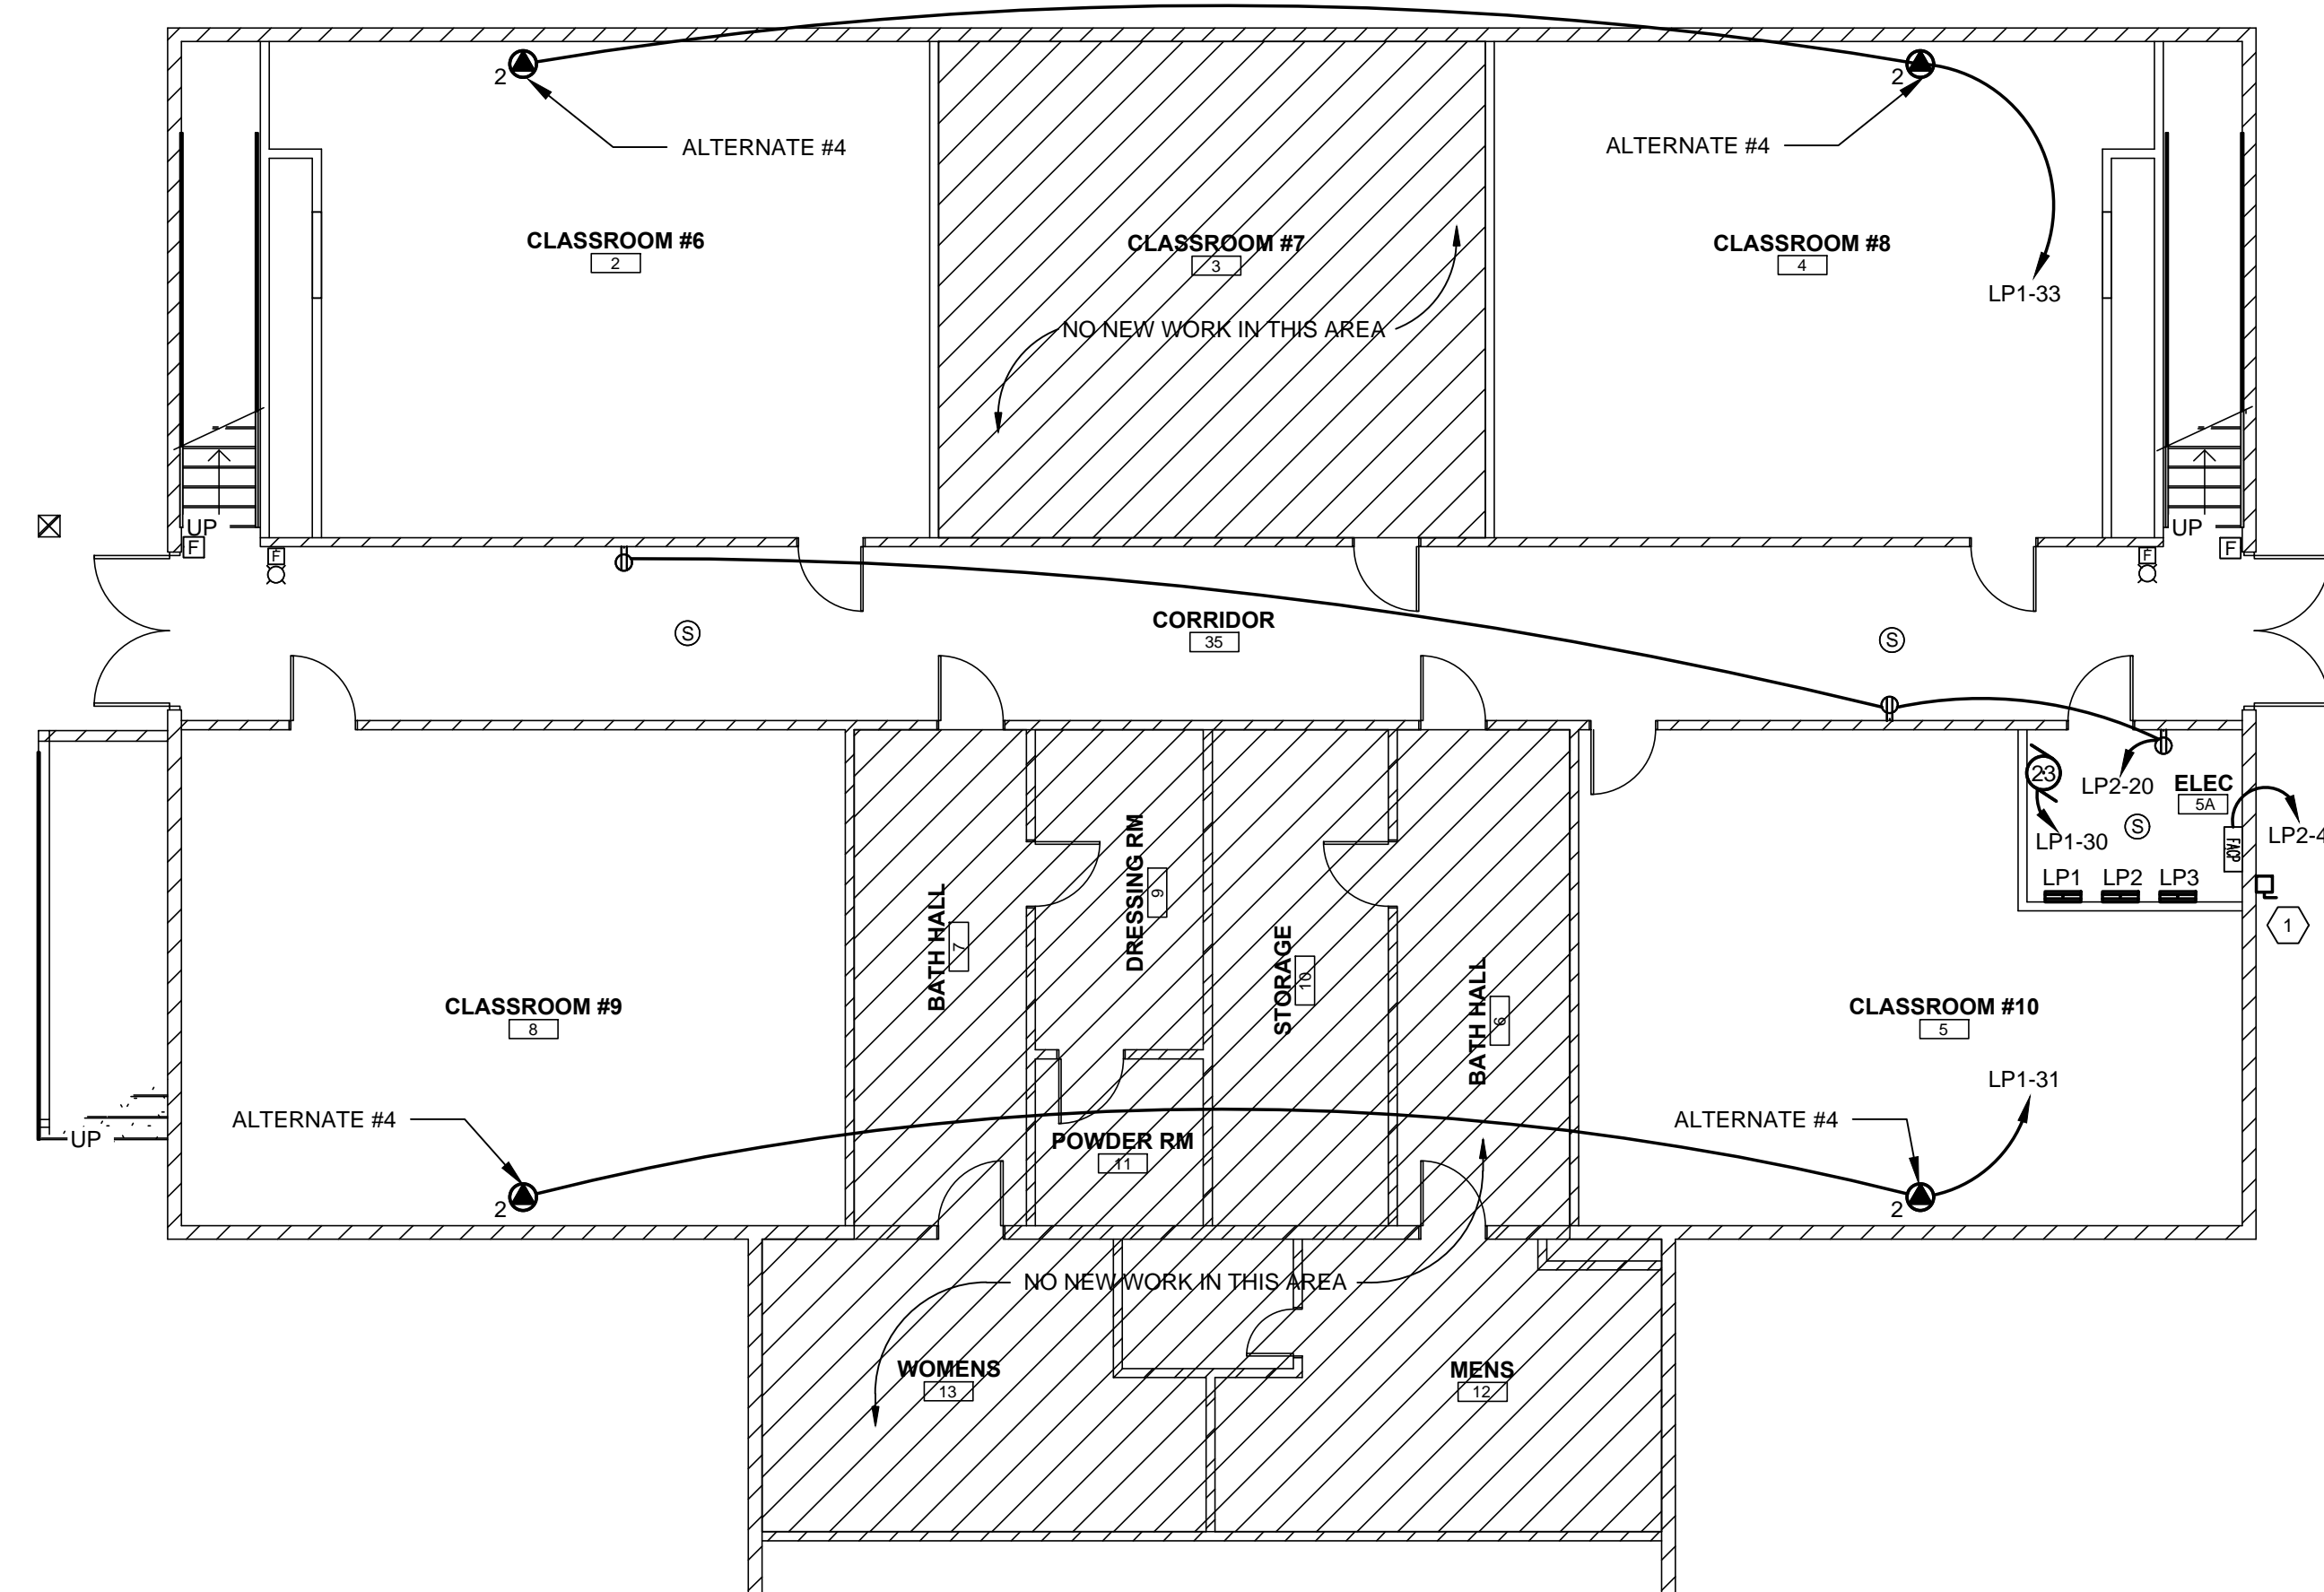 2
2
ALTERNATE #4
ALTERNATE #4
CLASSROOM #6
2
CLASSROOM #7
3
CLASSROOM #8
4
LP1-33
NO NEW WORK IN THIS AREA
UP
F
F
UP
F
F
CORRIDOR
35
S
S
23
LP2-20
ELEC
5A
S
LP1-30
FACP
LP2-4
LP1
LP2
LP3
1
BATH HALL
7
DRESSING RM
9
STORAGE
10
BATH HALL
6
CLASSROOM #9
8
CLASSROOM #10
5
LP1-31
ALTERNATE #4
ALTERNATE #4
UP
POWDER RM
11
2
2
NO NEW WORK IN THIS AREA
WOMENS
13
MENS
12